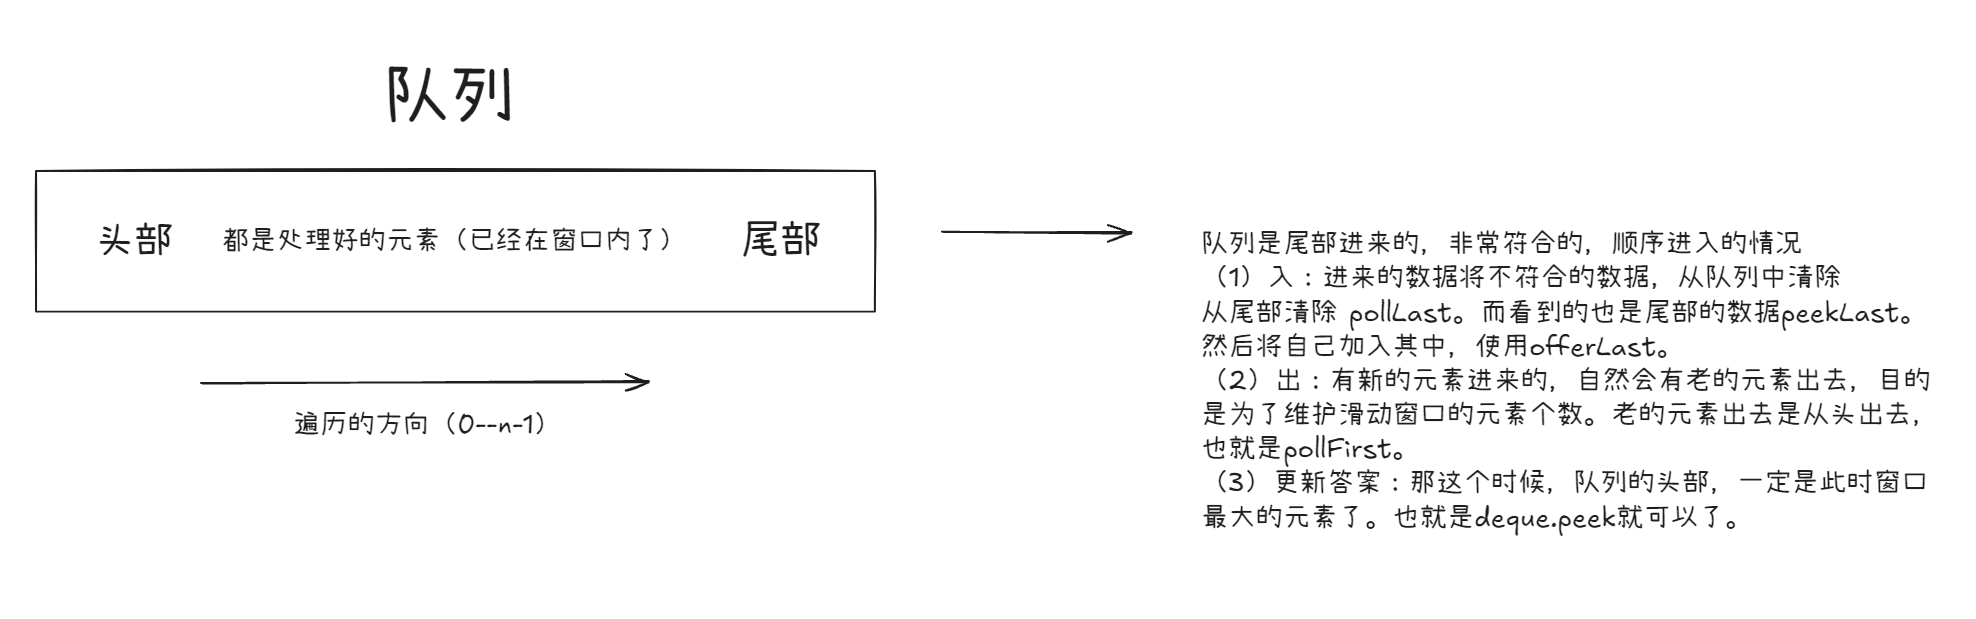 队列
头部
都是处理好的元素（已经在窗口内了）
尾部
遍历的方向（0--n-1）
队列是尾部进来的，非常符合的，顺序进入的情况
（1）入：进来的数据将不符合的数据，从队列中清除
从尾部清除 pollLast。而看到的也是尾部的数据peekLast。
然后将自己加入其中，使用offerLast。
（2）出：有新的元素进来的，自然会有老的元素出去，目的
是为了维护滑动窗口的元素个数。老的元素出去是从头出去，
也就是pollFirst。
（3）更新答案：那这个时候，队列的头部，一定是此时窗口
最大的元素了。也就是deque.peek就可以了。